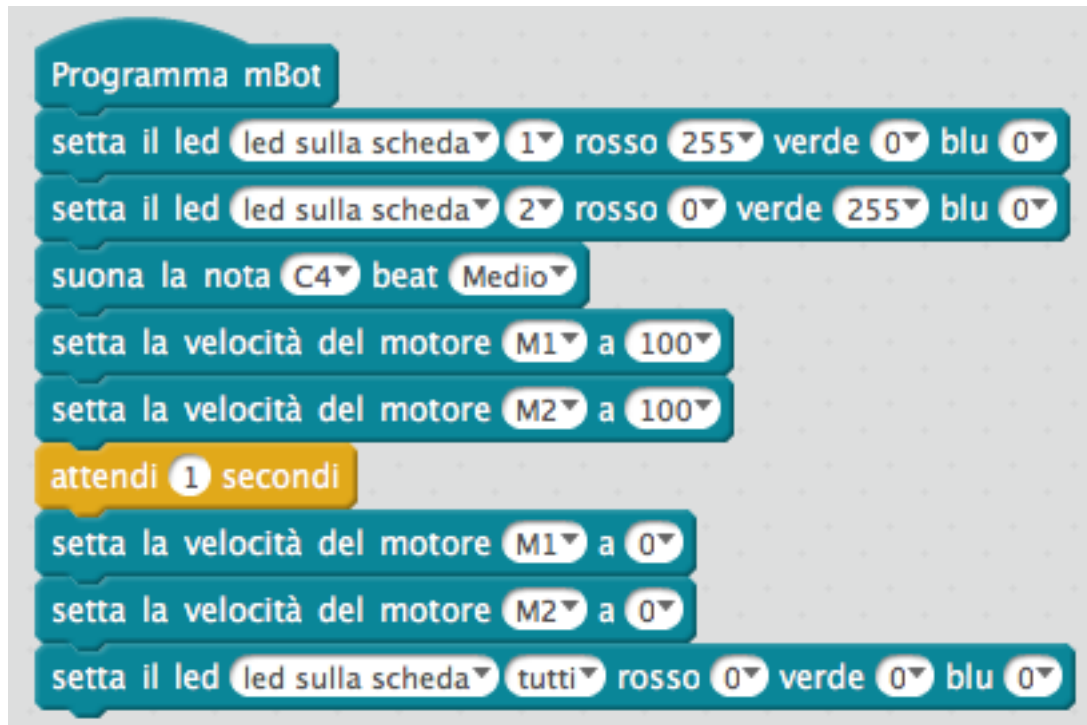 Programma mBot
setta il led led sulla scheda 1 rosso 255 verde 0 blu 0
setta il led led sulla scheda 2 rosso 0 verde 255 blu 0
suona la nota C4 beat Medio
setta la velocità del motore M1 a 100
setta la velocità del motore M2 a 100
attendi 1 secondi
setta la velocità del motore M1 a 0
setta la velocità del motore M2 a 0
setta il led led sulla scheda tutti rosso 0 verde 0 blu 0